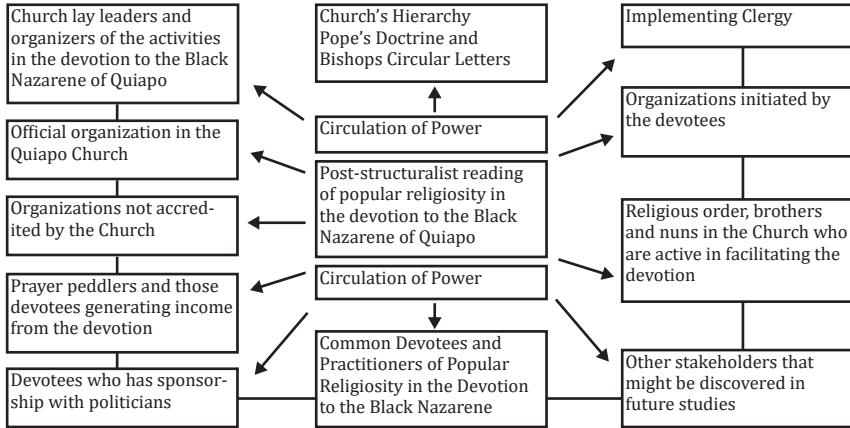 Church lay leaders and
organizers of the activities
in the devotion to the Black
Nazarene of Quiapo
Official organization in the
Quiapo Church
Organizations not accred-
ited by the Church
Prayer peddlers and those
devotees generating income
from the devotion
Devotees who has sponsor-
ship with politicians
Church’s Hierarchy
Pope’s Doctrine and
Bishops Circular Letters
Circulation of Power
Post-structuralist reading
of popular religiosity in
the devotion to the Black
Nazarene of Quiapo
Circulation of Power
Common Devotees and
Practitioners of Popular
Religiosity in the Devotion
to the Black Nazarene
Implementing Clergy
Organizations initiated by
the devotees
Religious order, brothers
and nuns in the Church who
are active in facilitating the
devotion
Other stakeholders that
might be discovered in
future studies